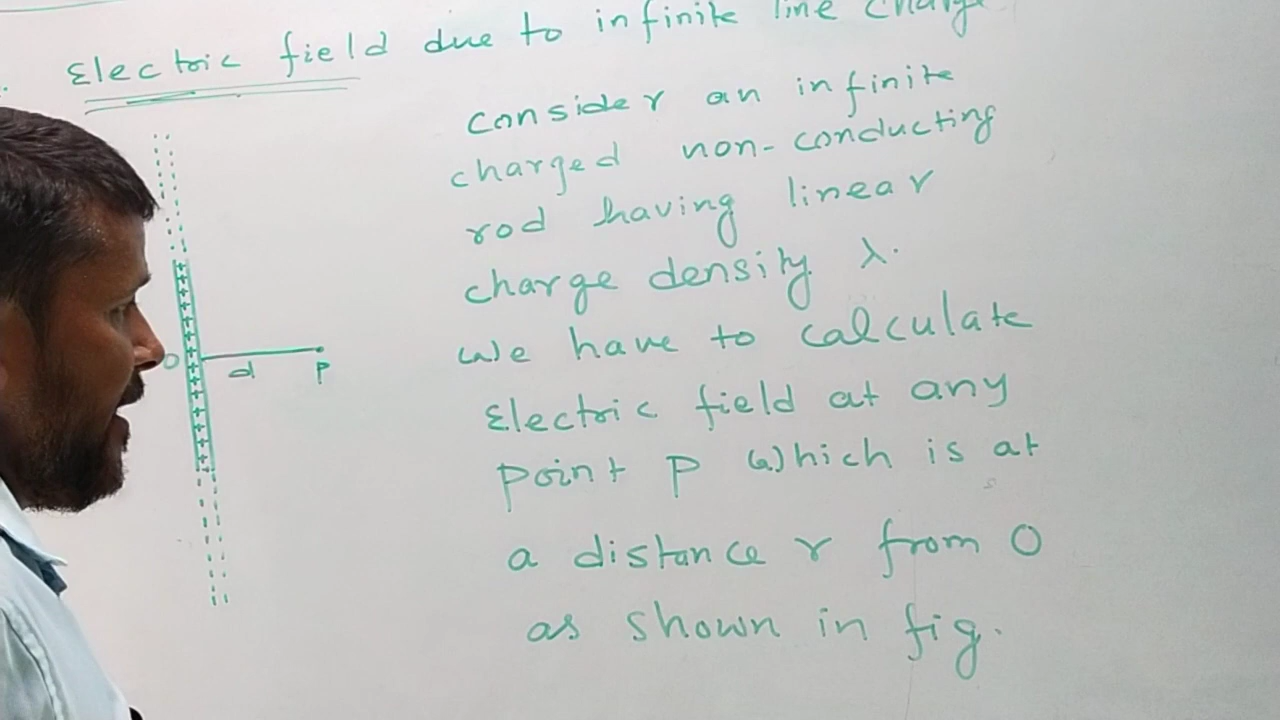 Electric field due to infinite line charge
Consider an infinite
charged non-conducting
rod having linear
charge density λ.
We have to calculate
Electric field at any
point P which is at
a distance r from O
as shown in fig.
O
d
P